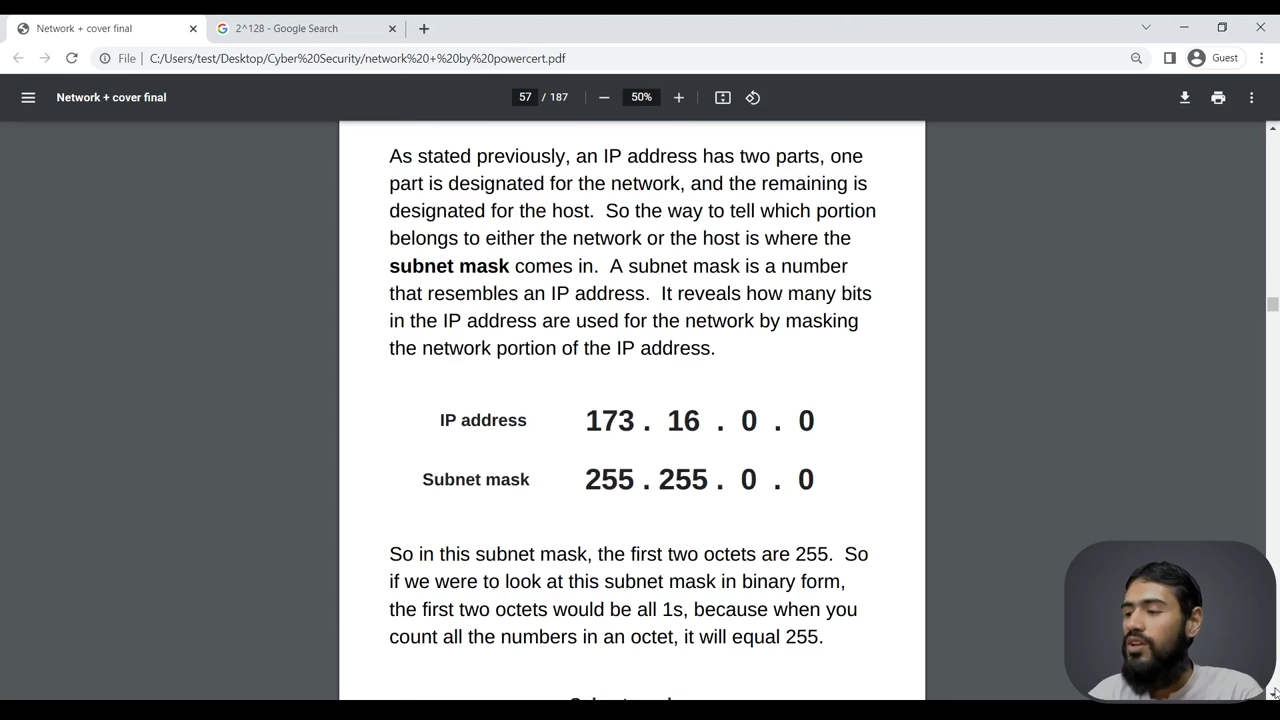 Network + cover final
2^128 - Google Search
File
C:/Users/test/Desktop/Cyber%20Security/network%20+%20by%20powercert.pdf
Guest
Network + cover final
57 / 187
50%
As stated previously, an IP address has two parts, one
part is designated for the network, and the remaining is
designated for the host.  So the way to tell which portion
belongs to either the network or the host is where the
subnet mask comes in.  A subnet mask is a number
that resembles an IP address.  It reveals how many bits
in the IP address are used for the network by masking
the network portion of the IP address.
IP address 173 . 16 . 0 . 0
Subnet mask 255 . 255 . 0 . 0
So in this subnet mask, the first two octets are 255.  So
if we were to look at this subnet mask in binary form,
the first two octets would be all 1s, because when you
count all the numbers in an octet, it will equal 255.